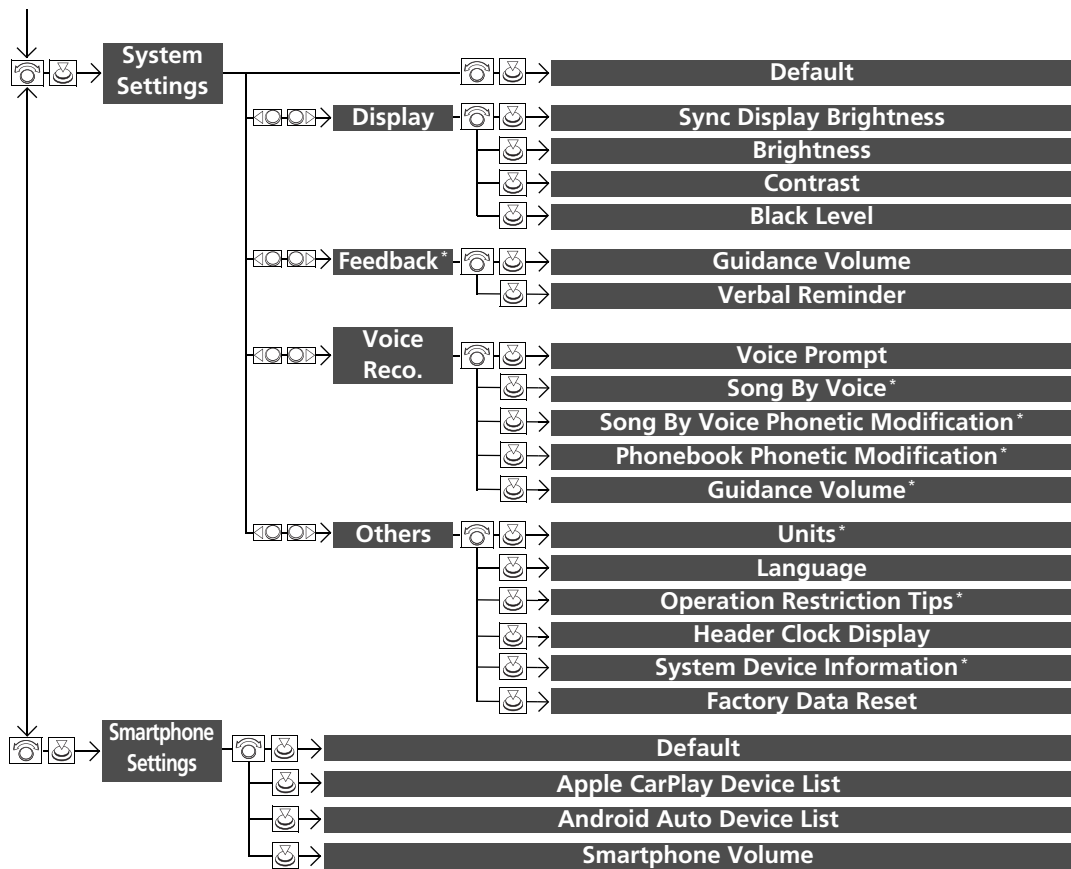 System
Settings
Default
Display
Sync Display Brightness
Brightness
Contrast
Black Level
Feedback*
Guidance Volume
Verbal Reminder
Voice
Reco.
Voice Prompt
Song By Voice*
Song By Voice Phonetic Modification*
Phonebook Phonetic Modification*
Guidance Volume*
Others
Units*
Language
Operation Restriction Tips*
Header Clock Display
System Device Information*
Factory Data Reset
Smartphone
Settings
Default
Apple CarPlay Device List
Android Auto Device List
Smartphone Volume